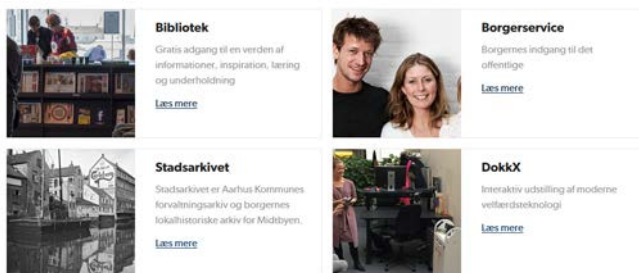 Bibliotek
Gratis adgang til en verden af
informationer, inspiration, læring
og underholdning
Læs mere
Borgerservice
Borgernes indgang til det
offentlige
Læs mere
Stadsarkivet
Stadsarkivet er Aarhus Kommunes
forvaltningsarkiv og borgernes
lokalhistoriske arkiv for Midtbyen.
Læs mere
DokkX
Interaktiv udstilling af moderne
velfærdsteknologi
Læs mere